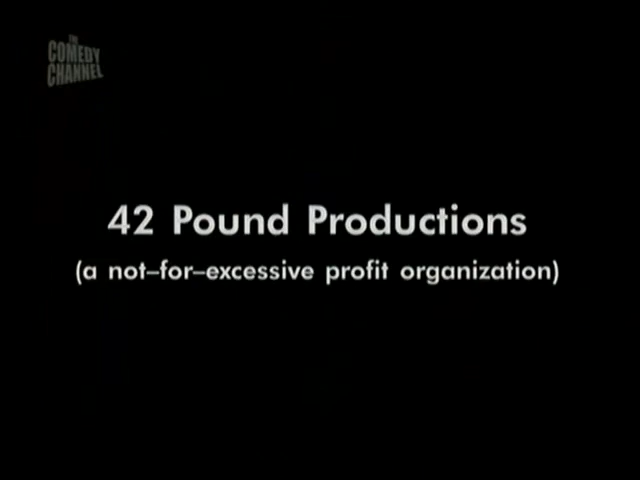 THE
COMEDY
CHANNEL
42 Pound Productions
(a not–for–excessive profit organization)